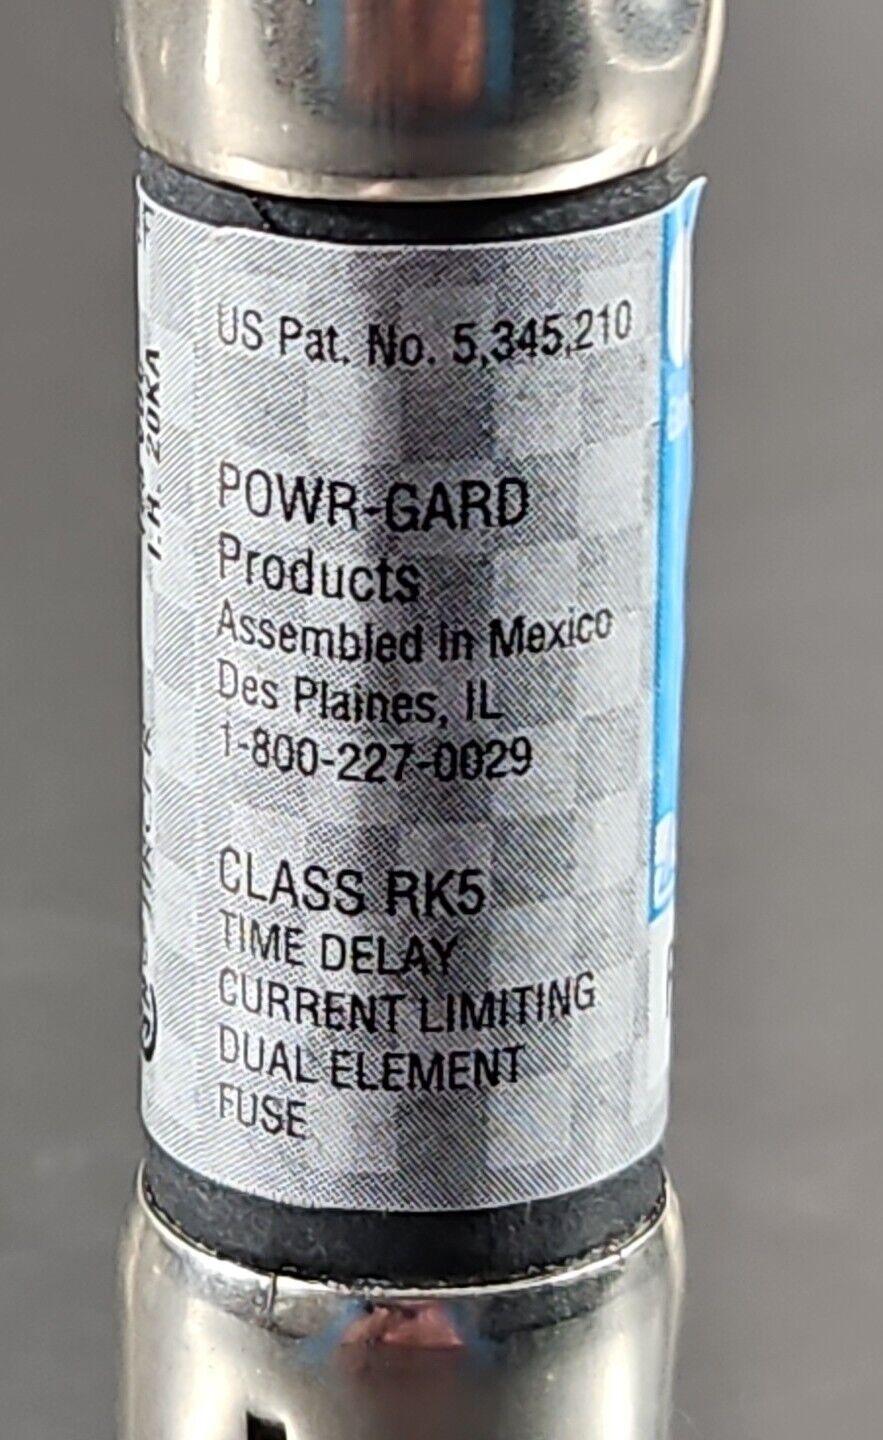 US Pat. No. 5,345,210
POWR-GARD
Products
Assembled in Mexico
Des Plaines, IL
1-800-227-0029
CLASS RK5
TIME DELAY
CURRENT LIMITING
DUAL ELEMENT
FUSE
I.R. 20KA